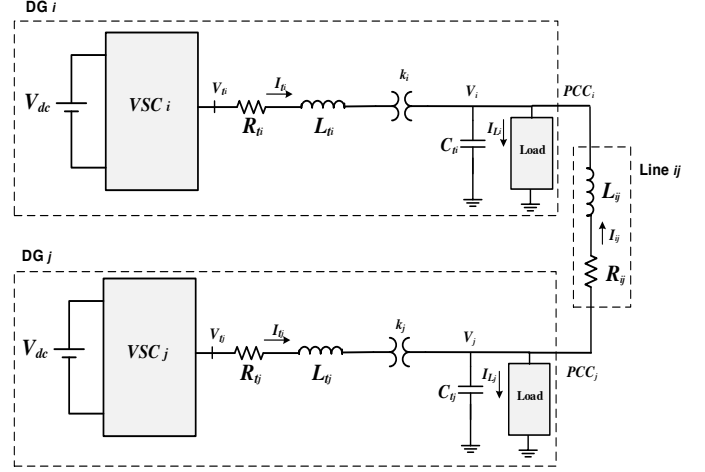 DG i
V_dc
VSC i
V_ti
I_ti
R_ti
L_ti
k_i
V_i
PCC_i
C_ti
I_Li
Load
Line ij
L_ij
I_ij
R_ij
DG j
V_dc
VSC j
V_tj
I_tj
R_tj
L_tj
k_j
V_j
PCC_j
C_tj
I_Lj
Load